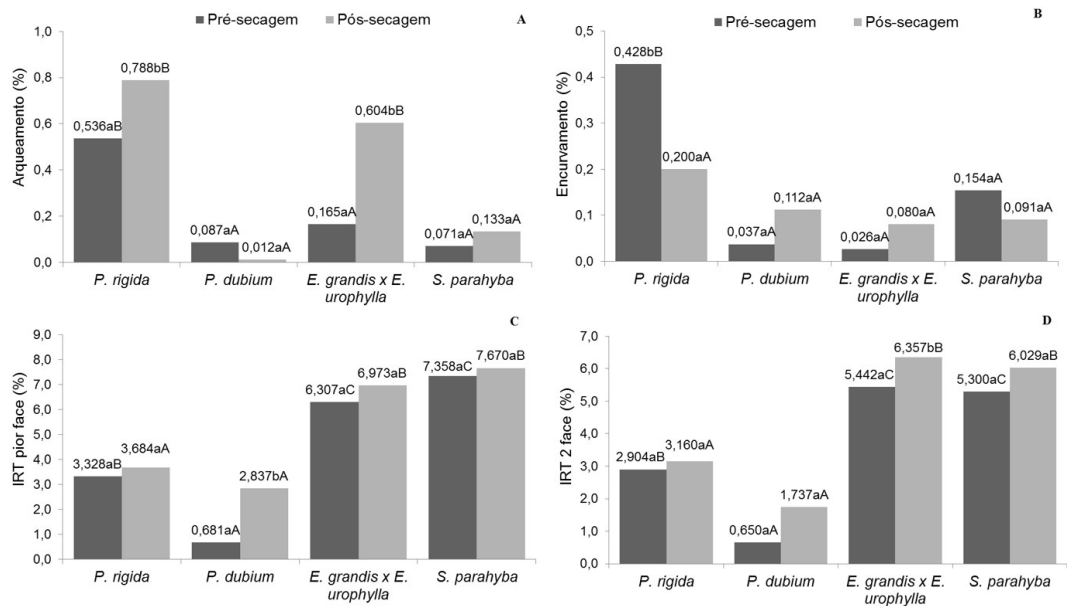 Pré-secagem Pós-secagem A
1,0
0,8
0,6
0,4
0,2
0,0
Arqueamento (%)
0,536aB 0,788bB
0,087aA 0,012aA
0,165aA 0,604bB
0,071aA 0,133aA
P. rigida P. dubium E. grandis x E. urophylla S. parahyba
Pré-secagem Pós-secagem B
0,5
0,4
0,3
0,2
0,1
0,0
Encurvamento (%)
0,428bB 0,200aA
0,037aA 0,112aA
0,026aA 0,080aA
0,154aA 0,091aA
P. rigida P. dubium E. grandis x E. urophylla S. parahyba
C
9,0
8,0
7,0
6,0
5,0
4,0
3,0
2,0
1,0
0,0
IRT pior face (%)
3,328aB 3,684aA
0,681aA 2,837bA
6,307aC 6,973aB
7,358aC 7,670aB
P. rigida P. dubium E. grandis x E. urophylla S. parahyba
D
7,0
6,0
5,0
4,0
3,0
2,0
1,0
0,0
IRT 2 face (%)
2,904aB 3,160aA
0,650aA 1,737aA
5,442aC 6,357bB
5,300aC 6,029aB
P. rigida P. dubium E. grandis x E. urophylla S. parahyba